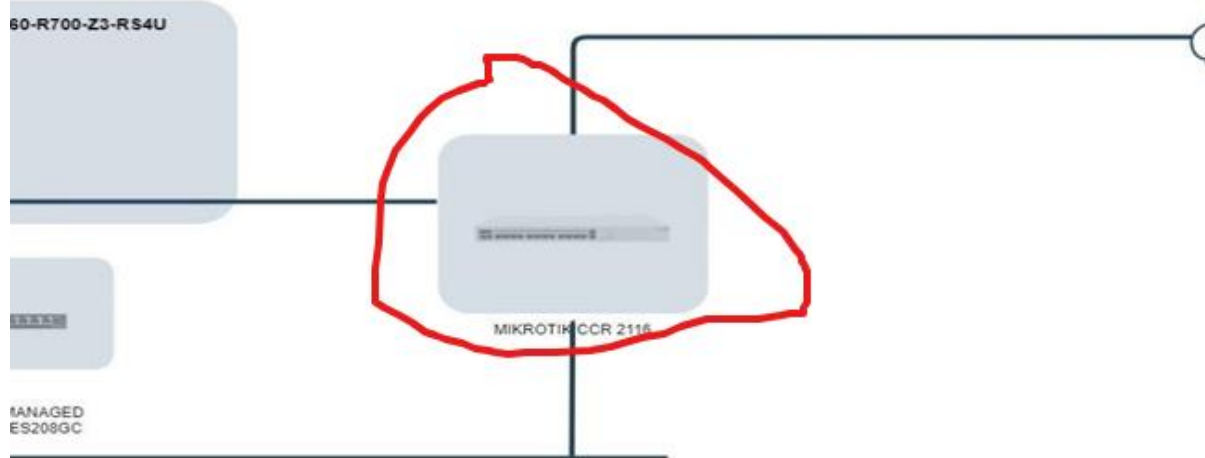 60-R700-Z3-RS4U
MIKROTIK CCR 2116
MANAGED
ES208GC